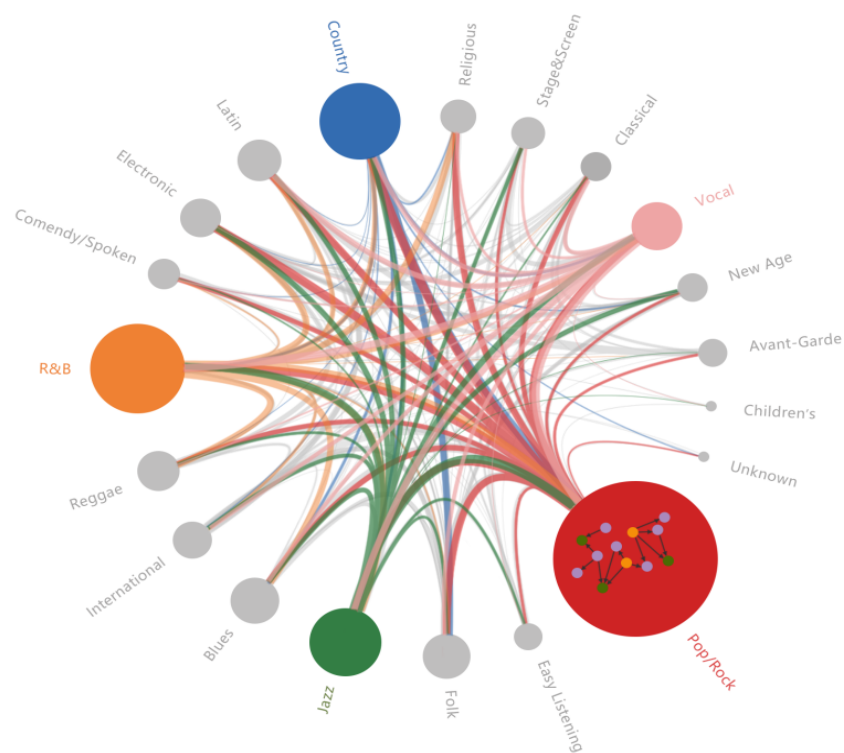 Country
Religious
Stage&Screen
Classical
Vocal
New Age
Avant-Garde
Children's
Unknown
Pop/Rock
Easy Listening
Folk
Jazz
Blues
International
Reggae
R&B
Comendy/Spoken
Electronic
Latin